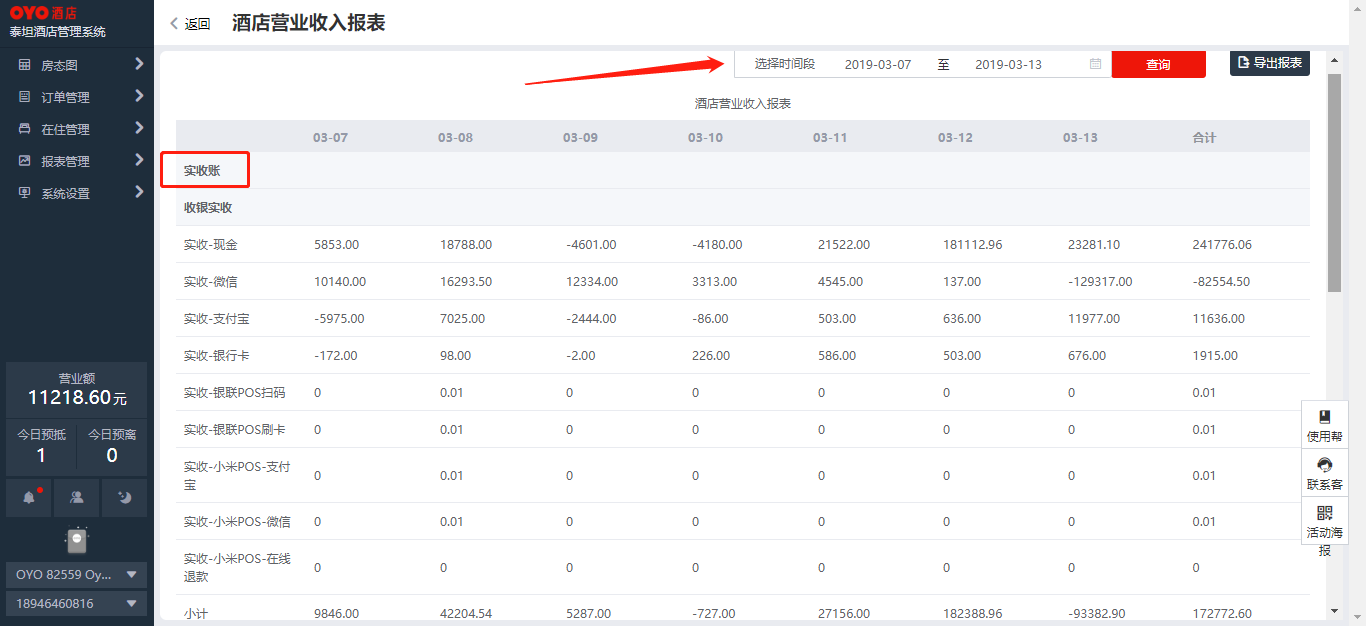 OYO 酒店
泰坦酒店管理系统
房态图
订单管理
在住管理
报表管理
系统设置
营业额
11218.60元
今日预抵 今日预离
1 0
OYO 82559 Oy...
18946460816
返回 酒店营业收入报表
选择时间段 2019-03-07 至 2019-03-13 查询 导出报表
酒店营业收入报表
03-07 03-08 03-09 03-10 03-11 03-12 03-13 合计
实收账
收银实收
实收-现金 5853.00 18788.00 -4601.00 -4180.00 21522.00 181112.96 23281.10 241776.06
实收-微信 10140.00 16293.50 12334.00 3313.00 4545.00 137.00 -129317.00 -82554.50
实收-支付宝 -5975.00 7025.00 -2444.00 -86.00 503.00 636.00 11977.00 11636.00
实收-银行卡 -172.00 98.00 -2.00 226.00 586.00 503.00 676.00 1915.00
实收-银联POS扫码 0 0.01 0 0 0 0 0 0.01
实收-银联POS刷卡 0 0.01 0 0 0 0 0 0.01
实收-小米POS-支付
宝 0 0.01 0 0 0 0 0 0.01
实收-小米POS-微信 0 0.01 0 0 0 0 0 0.01
实收-小米POS-在线
退款 0 0 0 0 0 0 0 0
小计 9846.00 42204.54 5287.00 -727.00 27156.00 182388.96 -93382.90 172772.60
使用帮
联系客
活动海
报